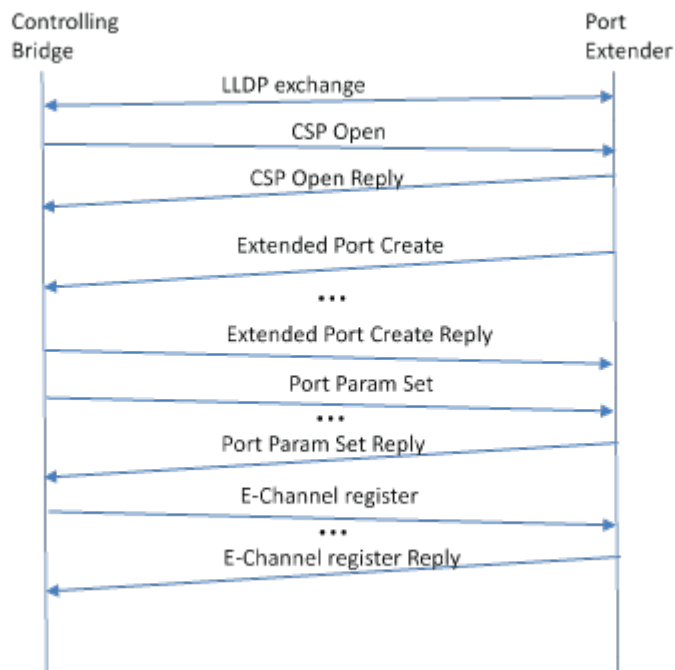 Controlling
Bridge
Port
Extender
LLDP exchange
CSP Open
CSP Open Reply
Extended Port Create
...
Extended Port Create Reply
Port Param Set
...
Port Param Set Reply
E-Channel register
...
E-Channel register Reply